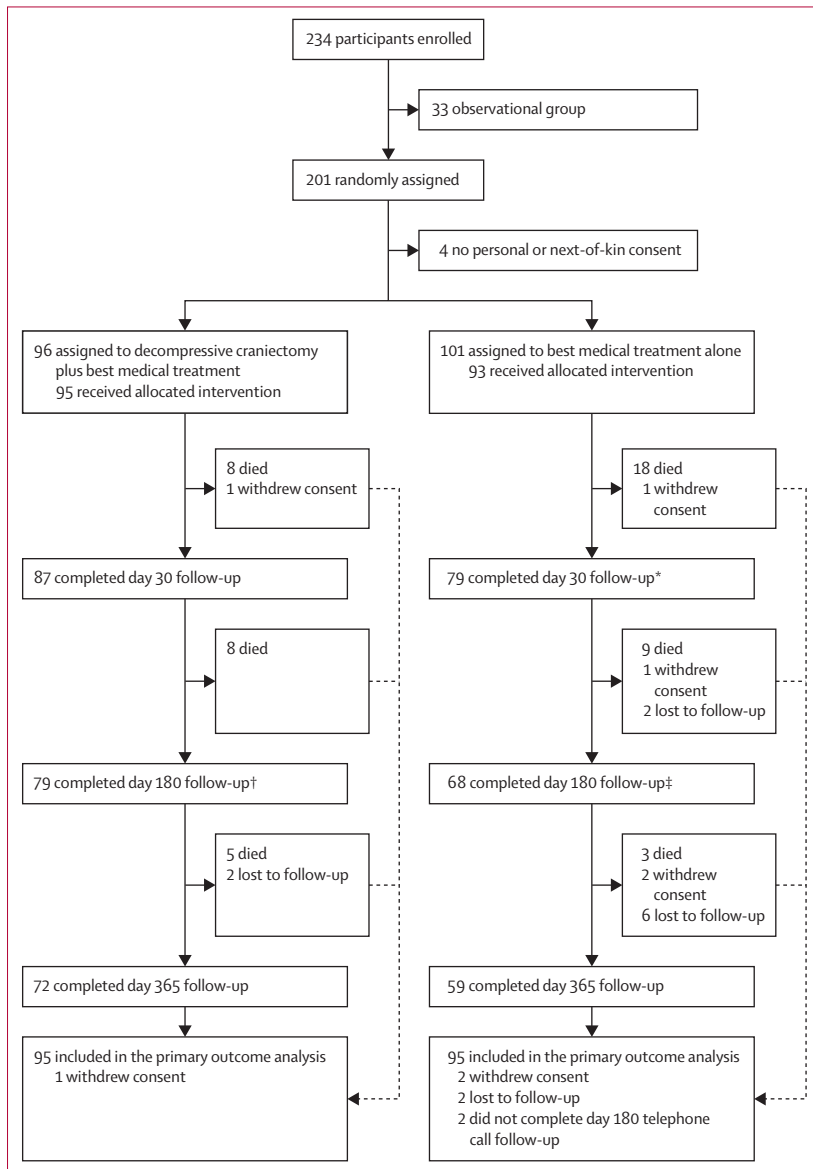 234 participants enrolled
33 observational group
201 randomly assigned
4 no personal or next-of-kin consent
96 assigned to decompressive craniectomy
plus best medical treatment
95 received allocated intervention
101 assigned to best medical treatment alone
93 received allocated intervention
8 died
1 withdrew consent
18 died
1 withdrew
consent
87 completed day 30 follow-up
79 completed day 30 follow-up*
8 died
9 died
1 withdrew
consent
2 lost to follow-up
79 completed day 180 follow-up†
68 completed day 180 follow-up‡
5 died
2 lost to follow-up
3 died
2 withdrew
consent
6 lost to follow-up
72 completed day 365 follow-up
59 completed day 365 follow-up
95 included in the primary outcome analysis
1 withdrew consent
95 included in the primary outcome analysis
2 withdrew consent
2 lost to follow-up
2 did not complete day 180 telephone
call follow-up